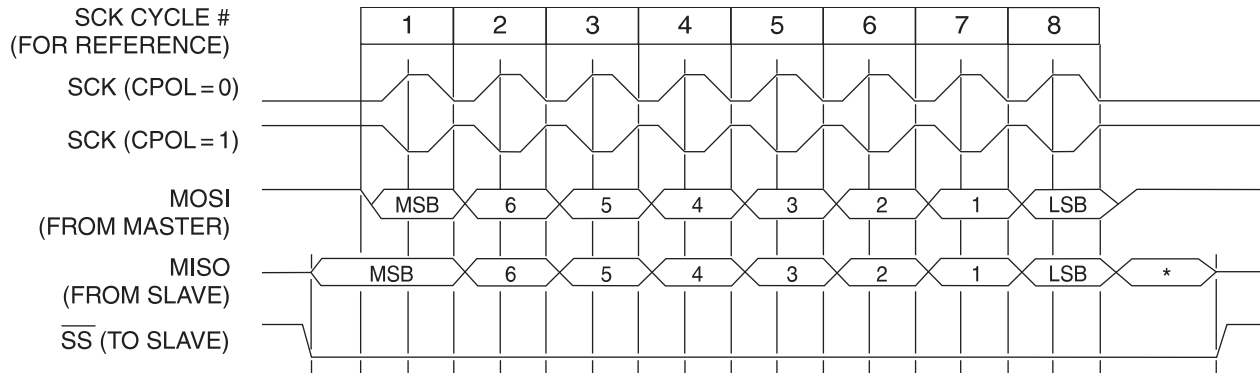 SCK CYCLE #
(FOR REFERENCE)
1 2 3 4 5 6 7 8
SCK (CPOL = 0)
SCK (CPOL = 1)
MOSI
(FROM MASTER)
MSB 6 5 4 3 2 1 LSB
MISO
(FROM SLAVE)
MSB 6 5 4 3 2 1 LSB *
SS (TO SLAVE)